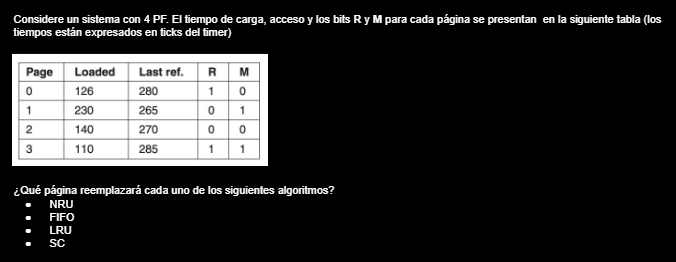 Considere un sistema con 4 PF. El tiempo de carga, acceso y los bits R y M para cada página se presentan en la siguiente tabla (los
tiempos están expresados en ticks del timer)
Page Loaded Last ref. R M
0 126 280 1 0
1 230 265 0 1
2 140 270 0 0
3 110 285 1 1
¿Qué página reemplazará cada uno de los siguientes algoritmos?
• NRU
• FIFO
• LRU
• SC